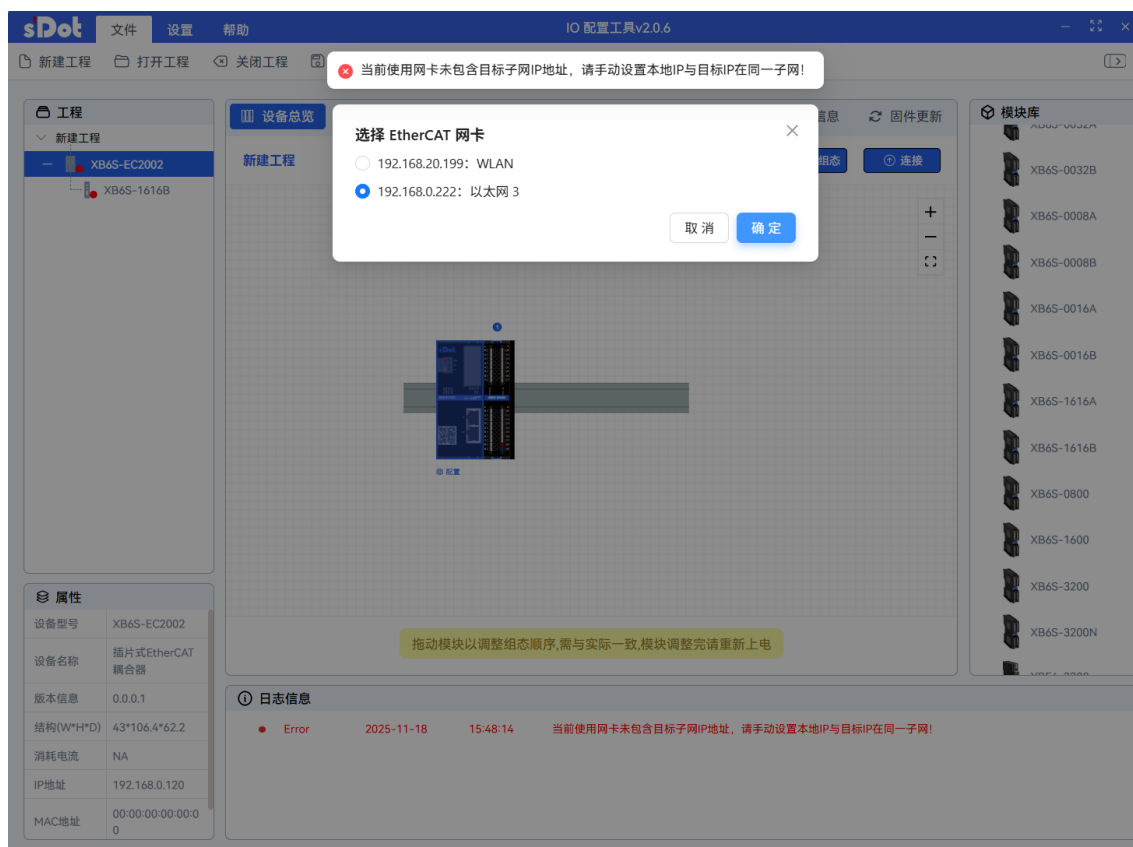 sDot 文件 设置 帮助 IO 配置工具v2.0.6
新建工程 打开工程 关闭工程
当前使用网卡未包含目标子网IP地址，请手动设置本地IP与目标IP在同一子网!
工程
新建工程
XB6S-EC2002
XB6S-1616B
设备总览 信息 固件更新
新建工程 组态 连接
选择 EtherCAT 网卡
192.168.20.199：WLAN
192.168.0.222：以太网 3
取 消 确 定
配置
拖动模块以调整组态顺序,需与实际一致,模块调整完请重新上电
模块库
XB6S-0032A
XB6S-0032B
XB6S-0008A
XB6S-0008B
XB6S-0016A
XB6S-0016B
XB6S-1616A
XB6S-1616B
XB6S-0800
XB6S-1600
XB6S-3200
XB6S-3200N
属性
设备型号 XB6S-EC2002
设备名称 插片式EtherCAT
耦合器
版本信息 0.0.0.1
结构(W*H*D) 43*106.4*62.2
消耗电流 NA
IP地址 192.168.0.120
MAC地址 00:00:00:00:00:0
0
日志信息
Error 2025-11-18 15:48:14 当前使用网卡未包含目标子网IP地址，请手动设置本地IP与目标IP在同一子网!